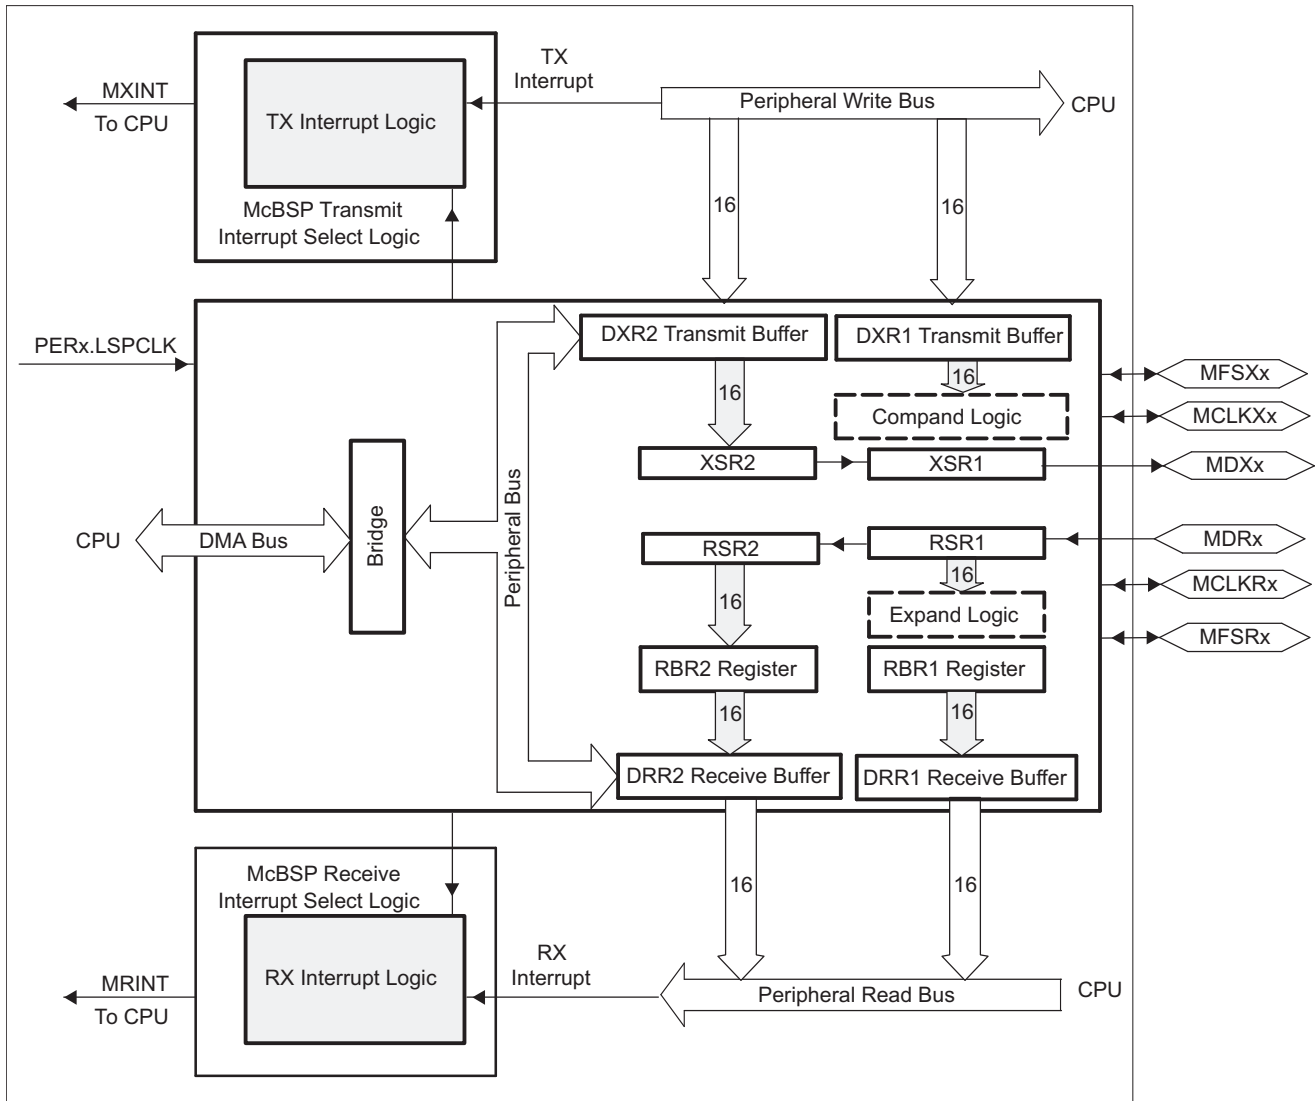 TX
Interrupt
MXINT
To CPU
TX Interrupt Logic
Peripheral Write Bus
CPU
McBSP Transmit
Interrupt Select Logic
16
16
PERx.LSPCLK
DXR2 Transmit Buffer
DXR1 Transmit Buffer
16
16
MFSXx
Compand Logic
MCLKXx
XSR2
XSR1
MDXx
Peripheral Bus
CPU
DMA Bus
Bridge
RSR2
RSR1
MDRx
16
16
MCLKRx
Expand Logic
MFSRx
RBR2 Register
RBR1 Register
16
16
DRR2 Receive Buffer
DRR1 Receive Buffer
McBSP Receive
Interrupt Select Logic
16
16
RX Interrupt Logic
RX
Interrupt
MRINT
To CPU
Peripheral Read Bus
CPU